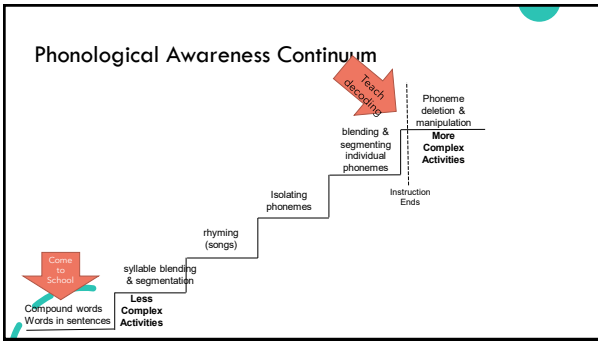 Phonological Awareness Continuum
Teach
decoding
Phoneme
deletion &
manipulation
More
Complex
Activities
blending &
segmenting
individual
phonemes
Instruction
Ends
Isolating
phonemes
rhyming
(songs)
Come
to
School
syllable blending
& segmentation
Less
Complex
Activities
Compound words
Words in sentences